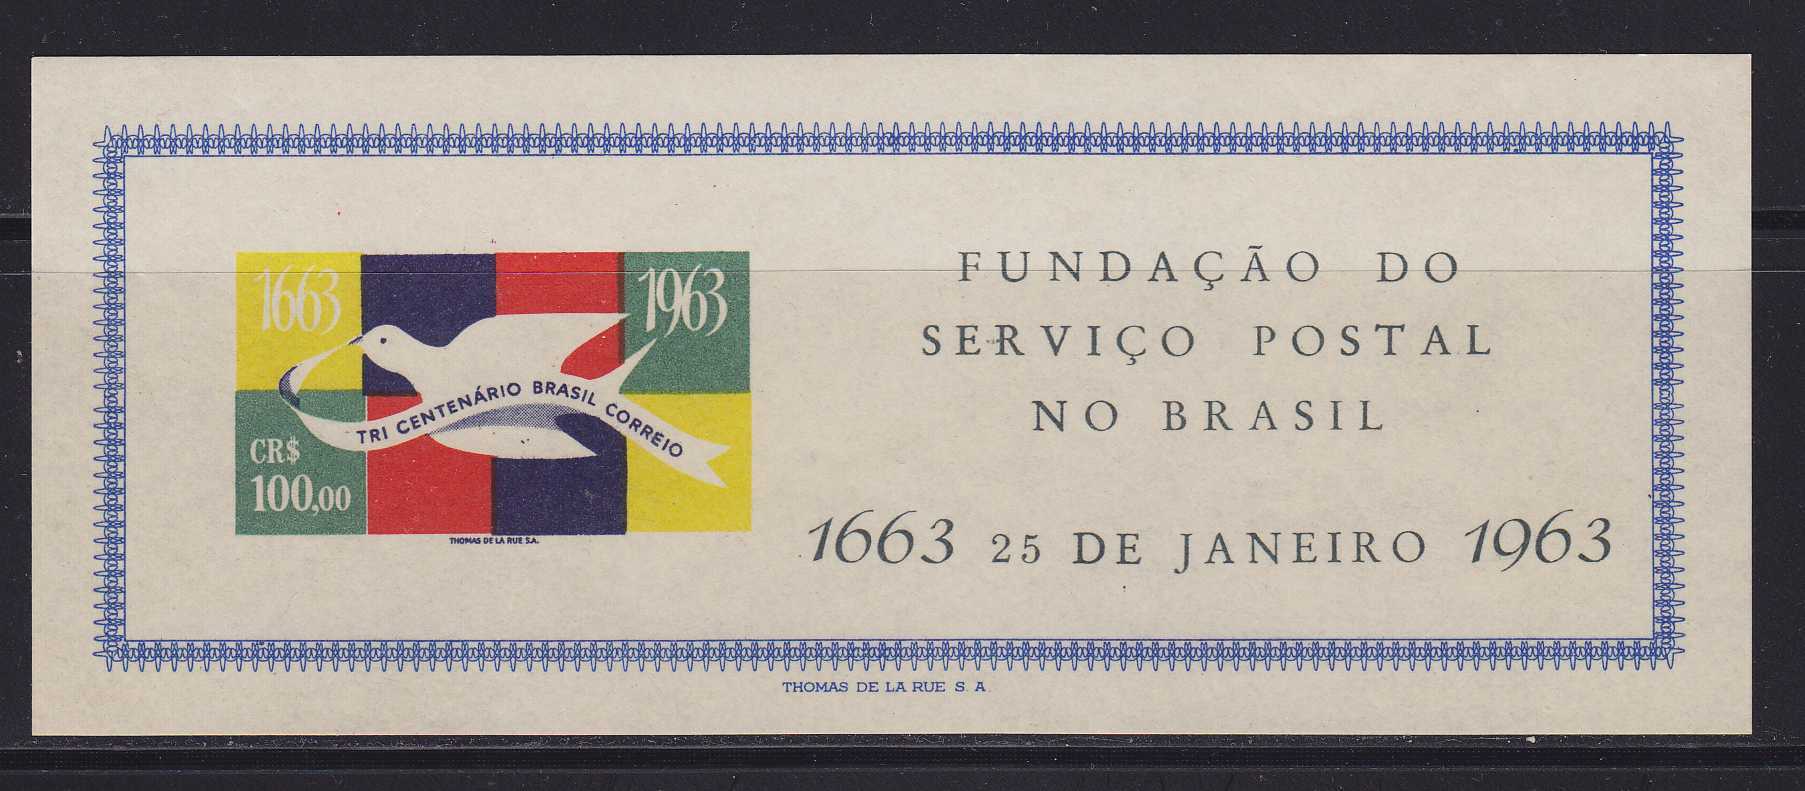 1663
1963
TRI CENTENÁRIO BRASIL CORREIO
CR$
100,00
THOMAS DE LA RUE S.A.
FUNDAÇÃO DO
SERVIÇO POSTAL
NO BRASIL
1663 25 DE JANEIRO 1963
THOMAS DE LA RUE S. A.